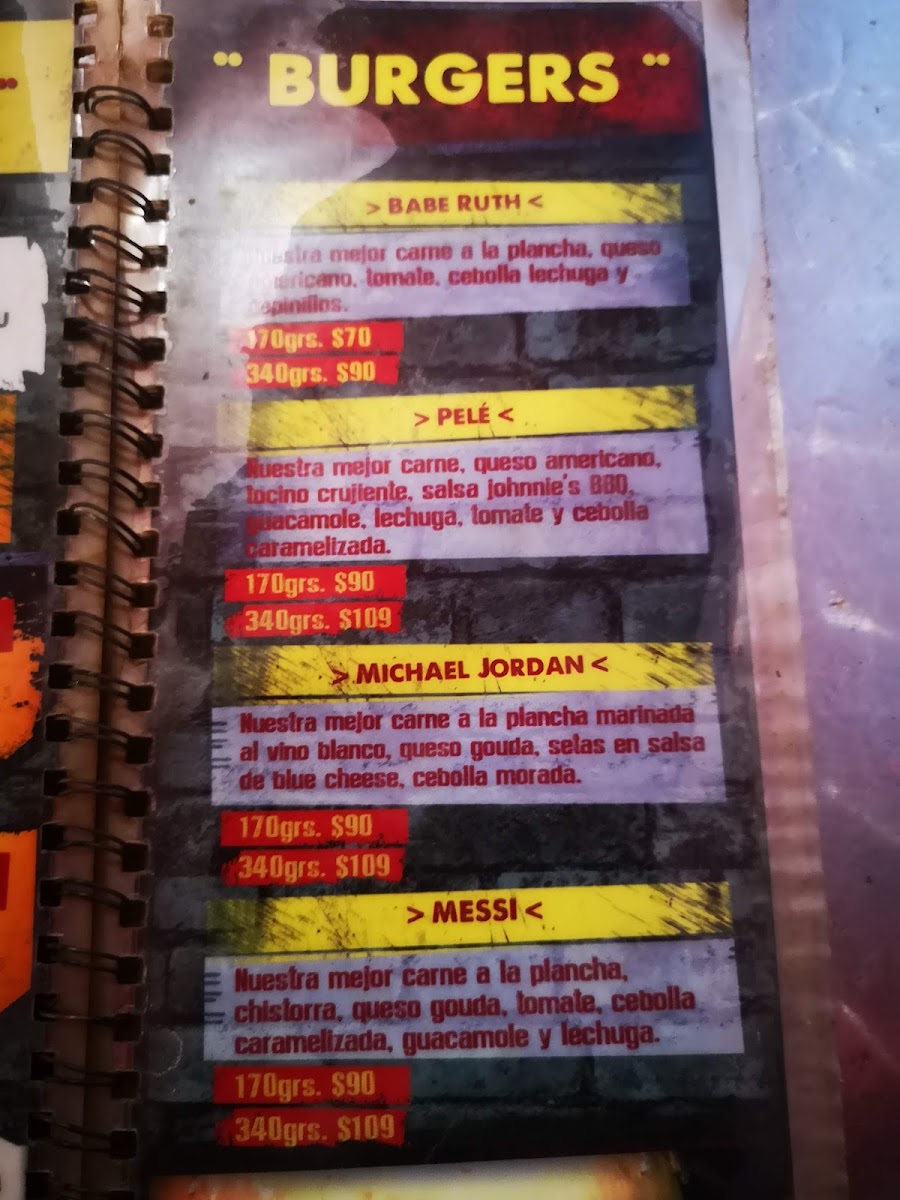 " BURGERS "
> BABE RUTH <
Nuestra mejor carne a la plancha, queso
americano, tomate, cebolla lechuga y
pepinillos.
170grs. $70
340grs. $90
> PELÉ <
Nuestra mejor carne, queso americano,
tocino crujiente, salsa Johnnie's BBQ,
guacamole, lechuga, tomate y cebolla
caramelizada.
170grs. $90
340grs. $109
> MICHAEL JORDAN <
Nuestra mejor carne a la plancha marinada
al vino blanco, queso gouda, setas en salsa
de blue cheese, cebolla morada.
170grs. $90
340grs. $109
> MESSI <
Nuestra mejor carne a la plancha,
chistorra, queso gouda, tomate, cebolla
caramelizada, guacamole y lechuga.
170grs. $90
340grs. $109